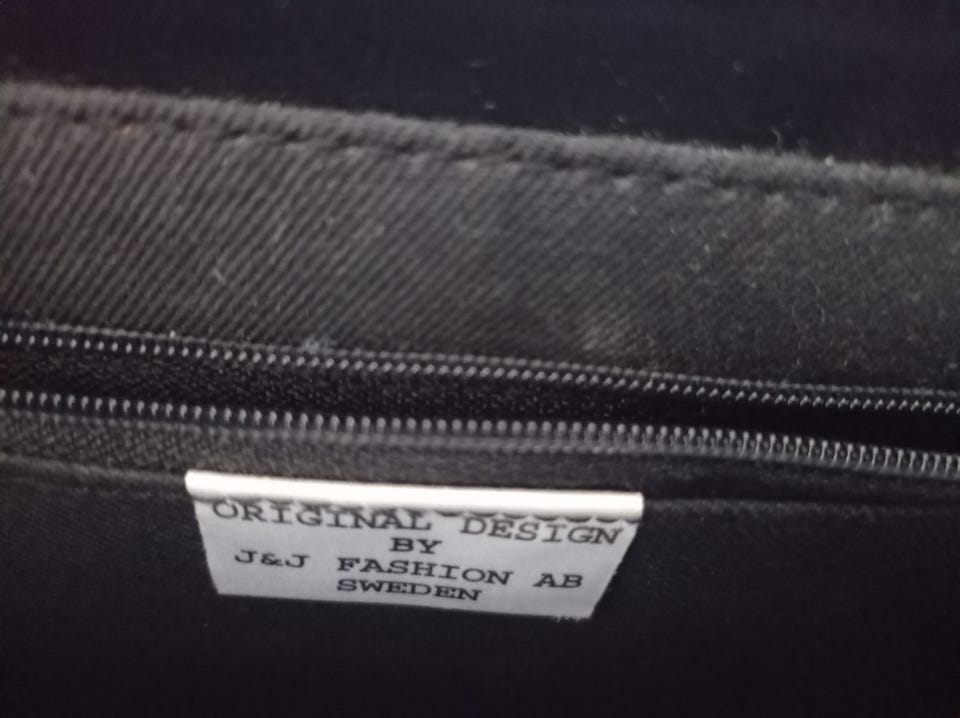 ORIGINAL DESIGN
BY
J&J FASHION AB
SWEDEN